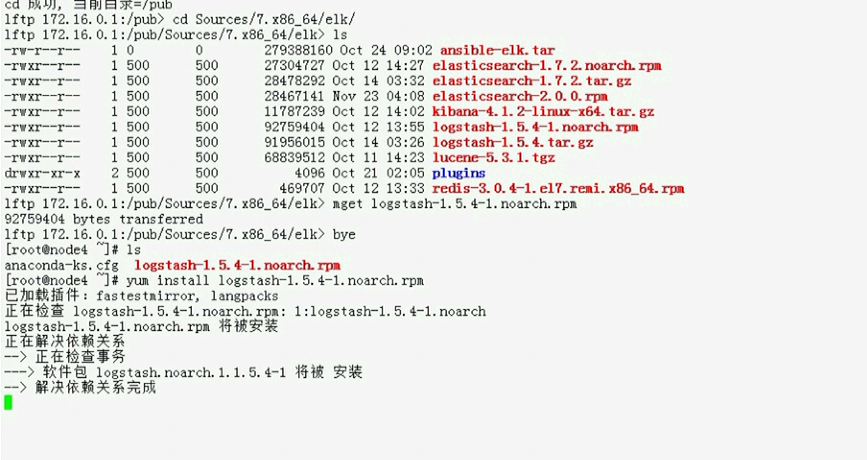 cd 成功, 当前目录=/pub
lftp 172.16.0.1:/pub> cd Sources/7.x86_64/elk/
lftp 172.16.0.1:/pub/Sources/7.x86_64/elk> ls
-rw-r--r-- 1 0 0 279388160 Oct 24 09:02 ansible-elk.tar
-rwxr--r-- 1 500 500 27304727 Oct 12 14:27 elasticsearch-1.7.2.noarch.rpm
-rwxr--r-- 1 500 500 28478292 Oct 14 03:32 elasticsearch-1.7.2.tar.gz
-rwxr--r-- 1 500 500 28467141 Nov 23 04:08 elasticsearch-2.0.0.rpm
-rwxr--r-- 1 500 500 11787239 Oct 12 14:02 kibana-4.1.2-linux-x64.tar.gz
-rwxr--r-- 1 500 500 92759404 Oct 12 13:55 logstash-1.5.4-1.noarch.rpm
-rwxr--r-- 1 500 500 91956015 Oct 14 03:26 logstash-1.5.4.tar.gz
-rwxr--r-- 1 500 500 68839512 Oct 11 14:23 lucene-5.3.1.tgz
drwxr-xr-x 2 500 500 4096 Oct 21 02:05 plugins
-rwxr--r-- 1 500 500 469707 Oct 12 13:33 redis-3.0.4-1.el7.remi.x86_64.rpm
lftp 172.16.0.1:/pub/Sources/7.x86_64/elk> mget logstash-1.5.4-1.noarch.rpm
92759404 bytes transferred
lftp 172.16.0.1:/pub/Sources/7.x86_64/elk> bye
[root@node4 ~]# ls
anaconda-ks.cfg logstash-1.5.4-1.noarch.rpm
[root@node4 ~]# yum install logstash-1.5.4-1.noarch.rpm
已加载插件：fastestmirror, langpacks
正在检查 logstash-1.5.4-1.noarch.rpm: 1:logstash-1.5.4-1.noarch
logstash-1.5.4-1.noarch.rpm 将被安装
正在解决依赖关系
--> 正在检查事务
---> 软件包 logstash.noarch.1.1.5.4-1 将被 安装
--> 解决依赖关系完成